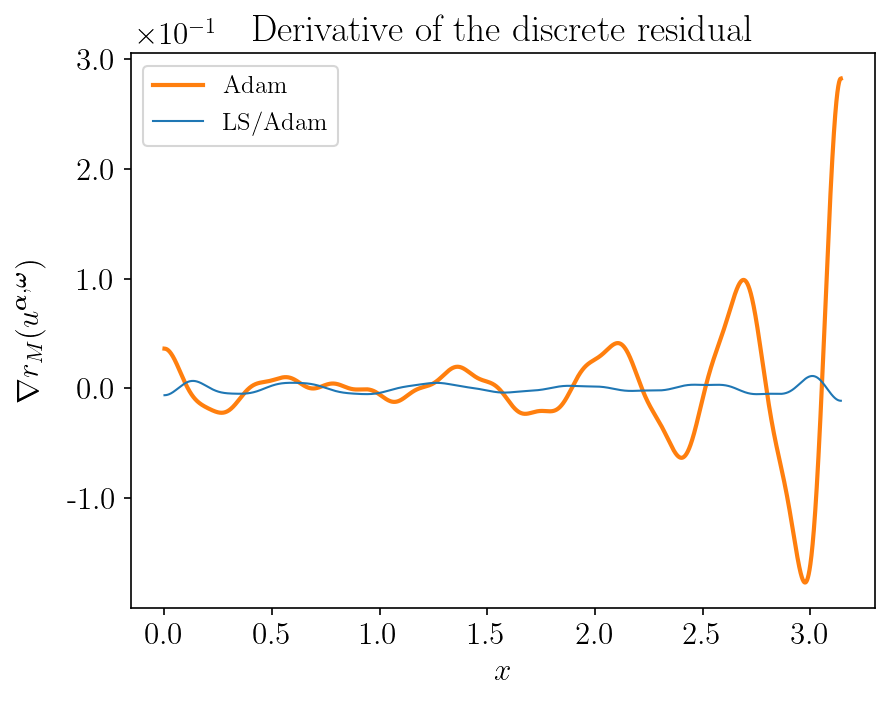 ×10⁻¹ Derivative of the discrete residual
Adam
LS/Adam
3.0
2.0
1.0
0.0
-1.0
∇r_M(u^{α,ω})
0.0 0.5 1.0 1.5 2.0 2.5 3.0
x